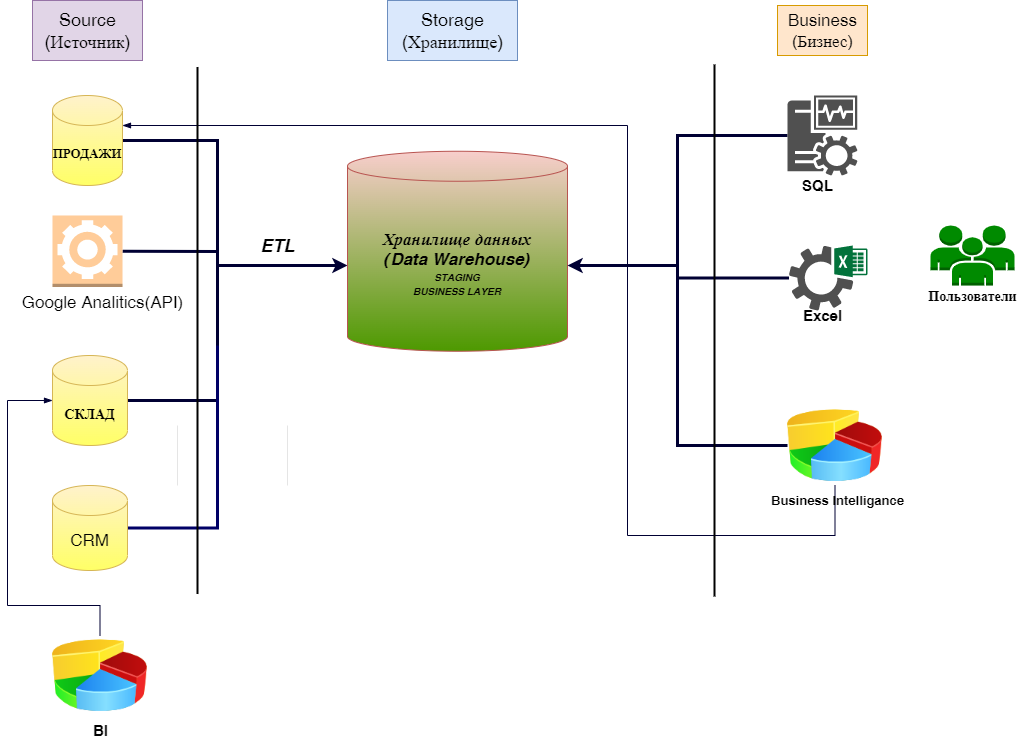 Source
(Источник)
Storage
(Хранилище)
Business
(Бизнес)
ПРОДАЖИ
Google Analitics(API)
СКЛАД
CRM
BI
ETL
Хранилище данных
(Data Warehouse)
STAGING
BUSINESS LAYER
SQL
X
Excel
Business Intelligance
Пользователи